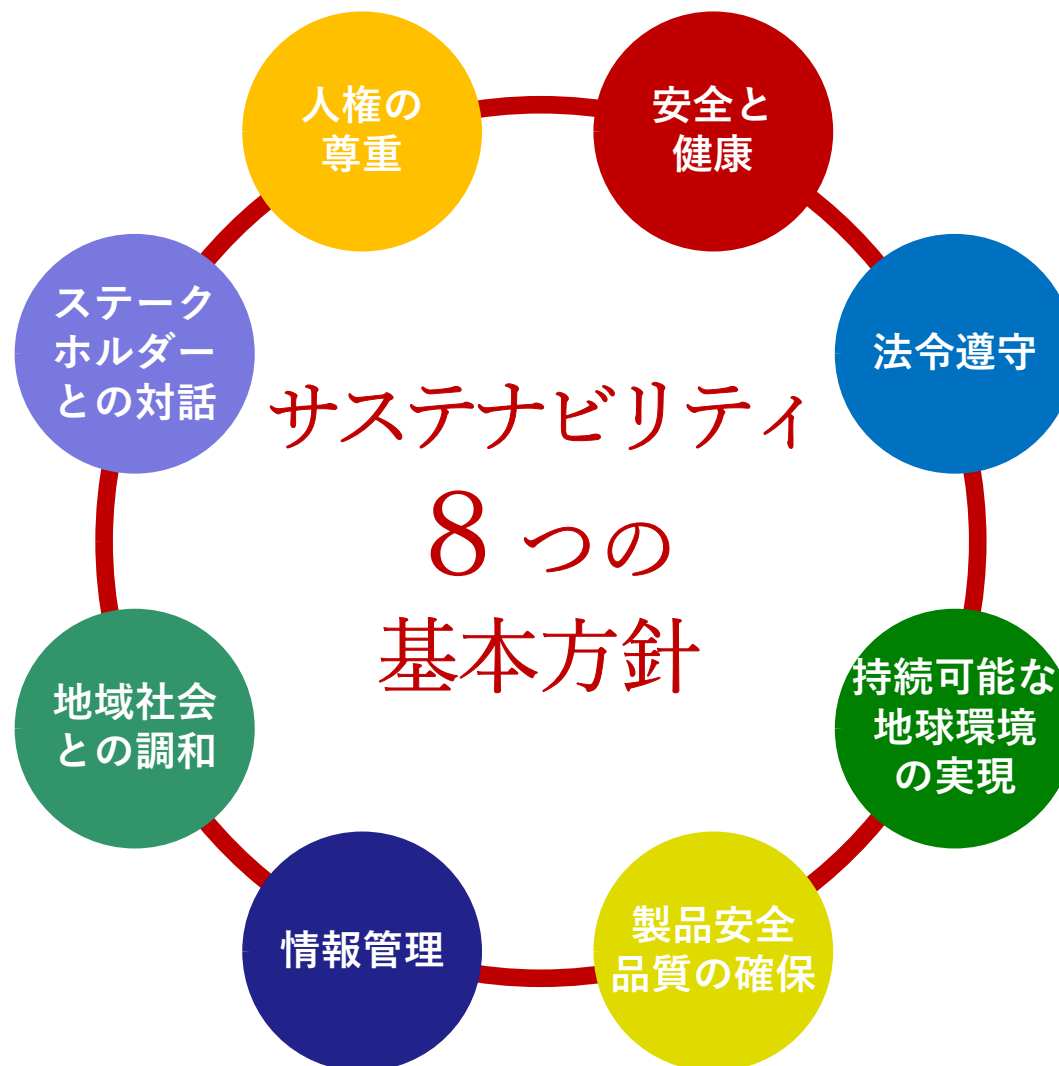 人権の
尊重
安全と
健康
ステーク
ホルダー
との対話
法令遵守
サステナビリティ
8つの
基本方針
地域社会
との調和
持続可能な
地球環境
の実現
情報管理
製品安全
品質の確保